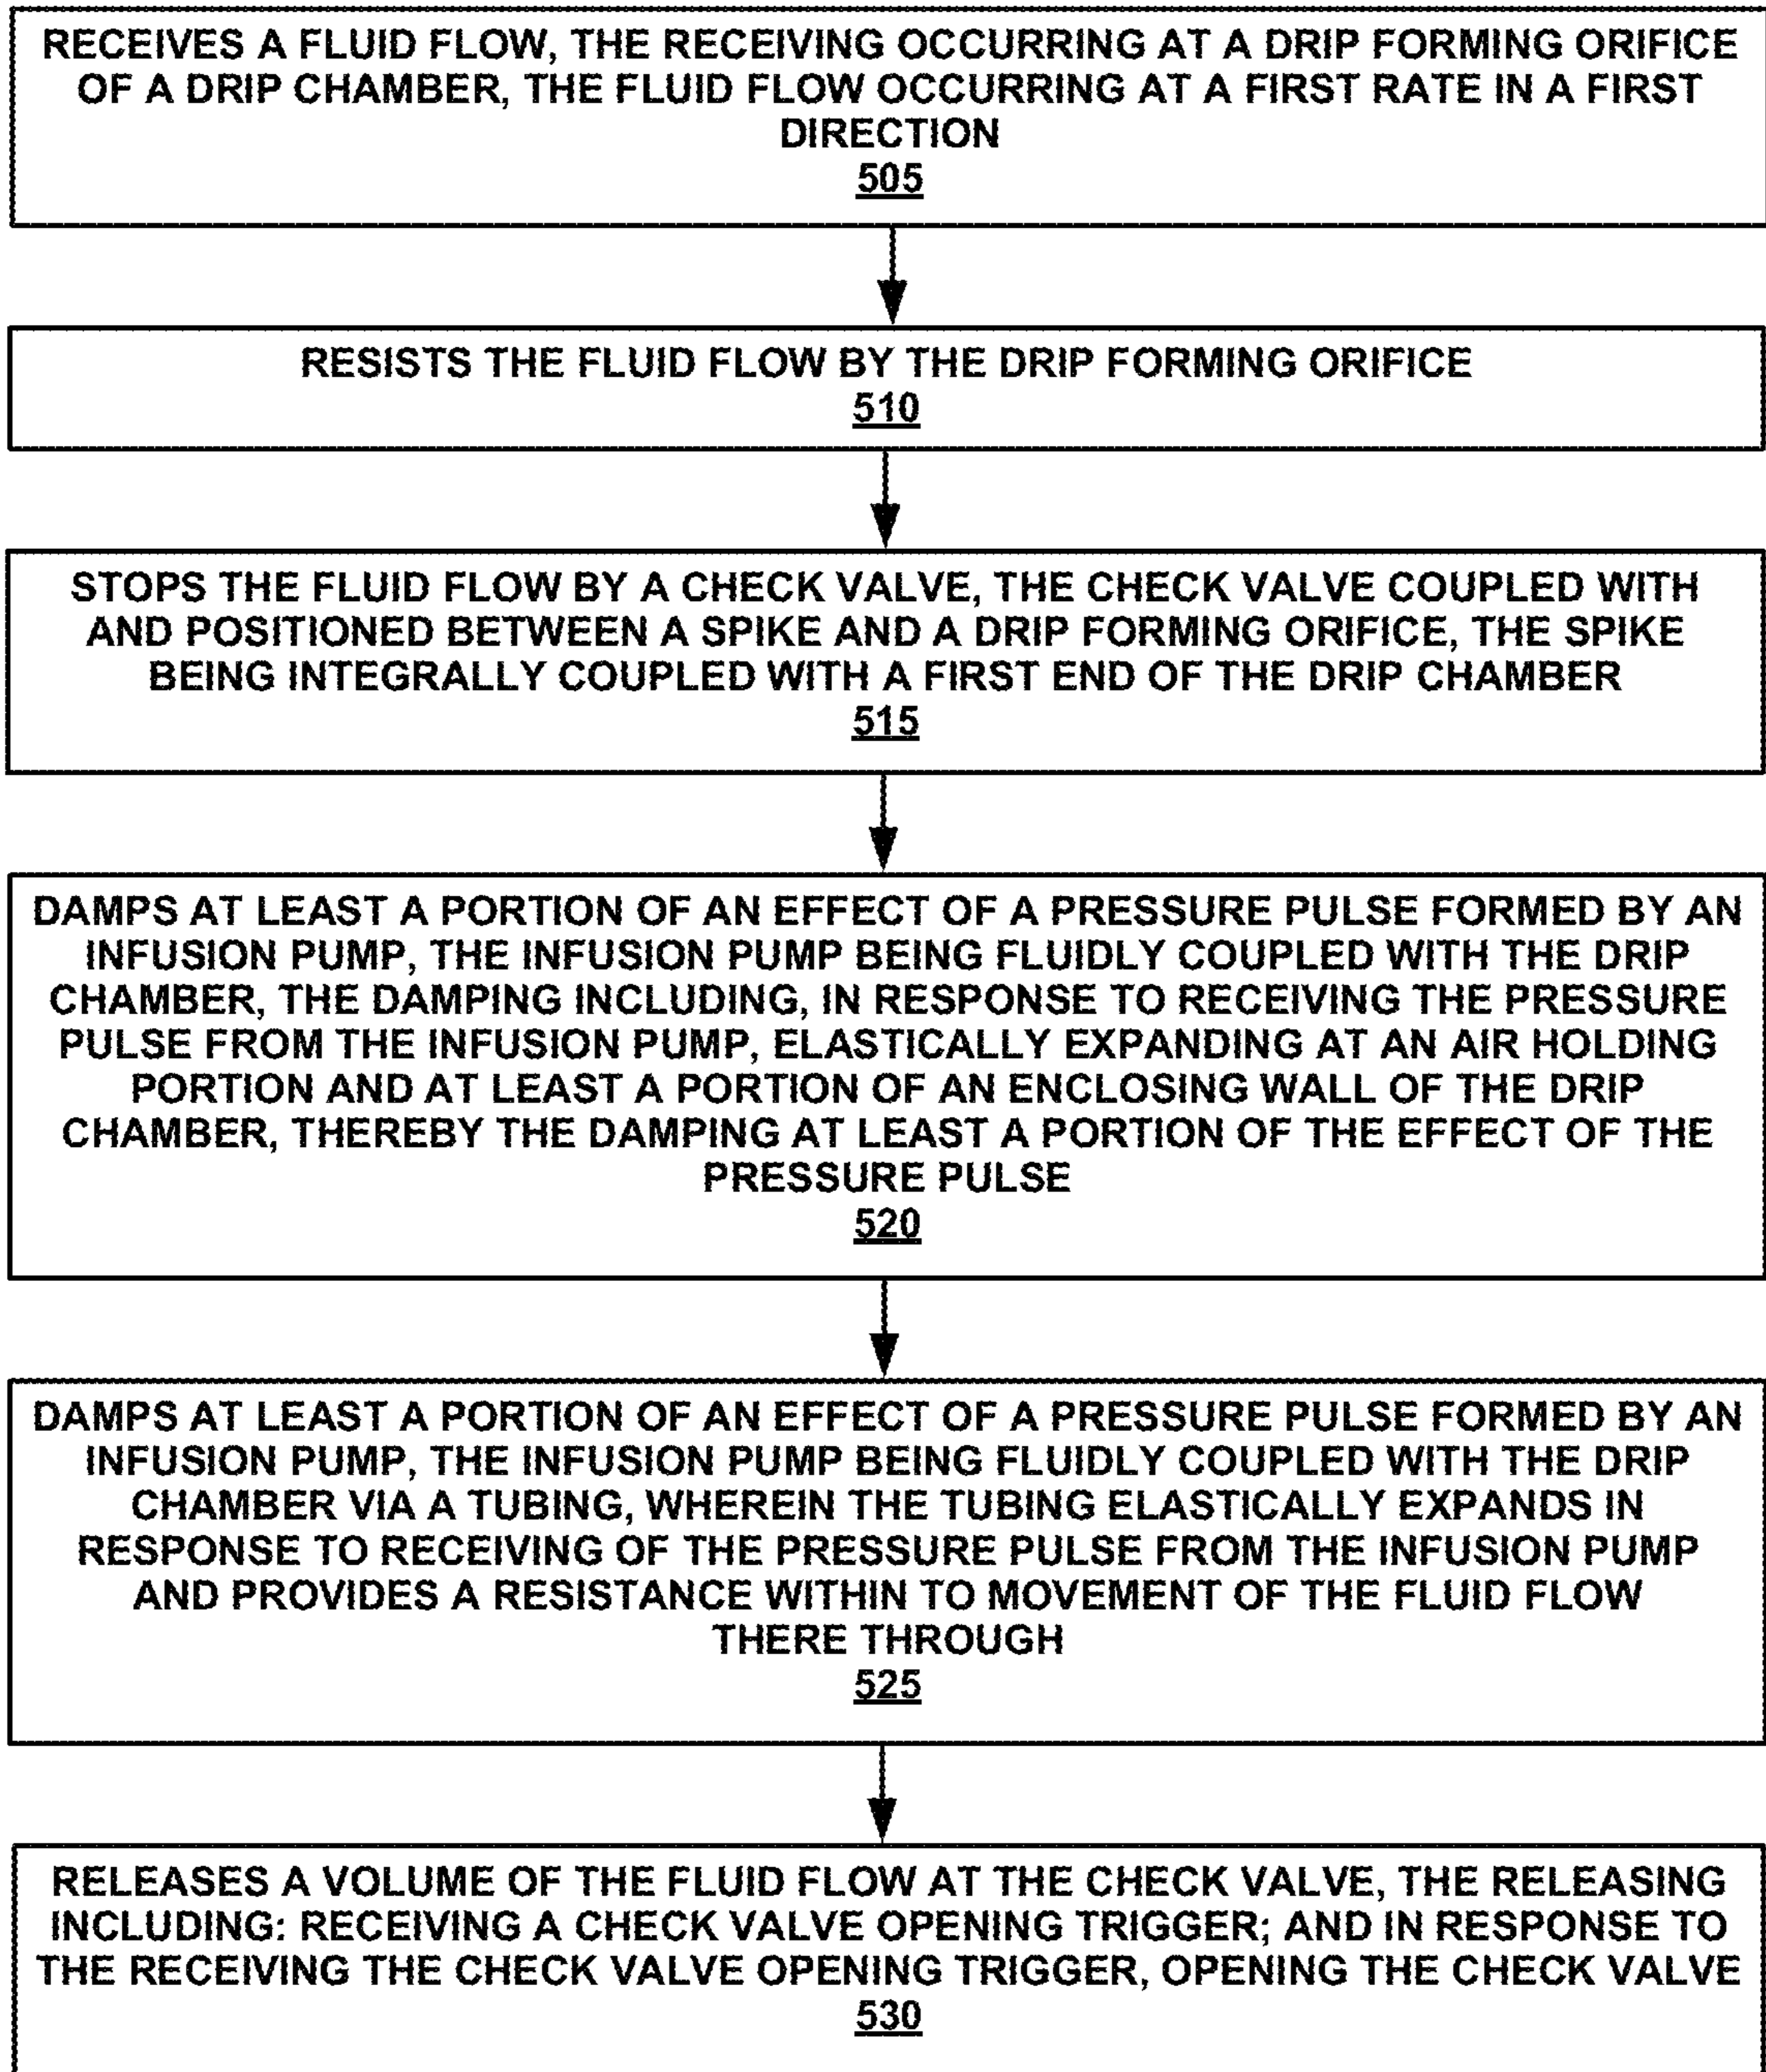 RECEIVES A FLUID FLOW, THE RECEIVING OCCURRING AT A DRIP FORMING ORIFICE
OF A DRIP CHAMBER, THE FLUID FLOW OCCURRING AT A FIRST RATE IN A FIRST
DIRECTION
505
RESISTS THE FLUID FLOW BY THE DRIP FORMING ORIFICE
510
STOPS THE FLUID FLOW BY A CHECK VALVE, THE CHECK VALVE COUPLED WITH
AND POSITIONED BETWEEN A SPIKE AND A DRIP FORMING ORIFICE, THE SPIKE
BEING INTEGRALLY COUPLED WITH A FIRST END OF THE DRIP CHAMBER
515
DAMPS AT LEAST A PORTION OF AN EFFECT OF A PRESSURE PULSE FORMED BY AN
INFUSION PUMP, THE INFUSION PUMP BEING FLUIDLY COUPLED WITH THE DRIP
CHAMBER, THE DAMPING INCLUDING, IN RESPONSE TO RECEIVING THE PRESSURE
PULSE FROM THE INFUSION PUMP, ELASTICALLY EXPANDING AT AN AIR HOLDING
PORTION AND AT LEAST A PORTION OF AN ENCLOSING WALL OF THE DRIP
CHAMBER, THEREBY THE DAMPING AT LEAST A PORTION OF THE EFFECT OF THE
PRESSURE PULSE
520
DAMPS AT LEAST A PORTION OF AN EFFECT OF A PRESSURE PULSE FORMED BY AN
INFUSION PUMP, THE INFUSION PUMP BEING FLUIDLY COUPLED WITH THE DRIP
CHAMBER VIA A TUBING, WHEREIN THE TUBING ELASTICALLY EXPANDS IN
RESPONSE TO RECEIVING OF THE PRESSURE PULSE FROM THE INFUSION PUMP
AND PROVIDES A RESISTANCE WITHIN TO MOVEMENT OF THE FLUID FLOW
THERE THROUGH
525
RELEASES A VOLUME OF THE FLUID FLOW AT THE CHECK VALVE, THE RELEASING
INCLUDING: RECEIVING A CHECK VALVE OPENING TRIGGER; AND IN RESPONSE TO
THE RECEIVING THE CHECK VALVE OPENING TRIGGER, OPENING THE CHECK VALVE
530